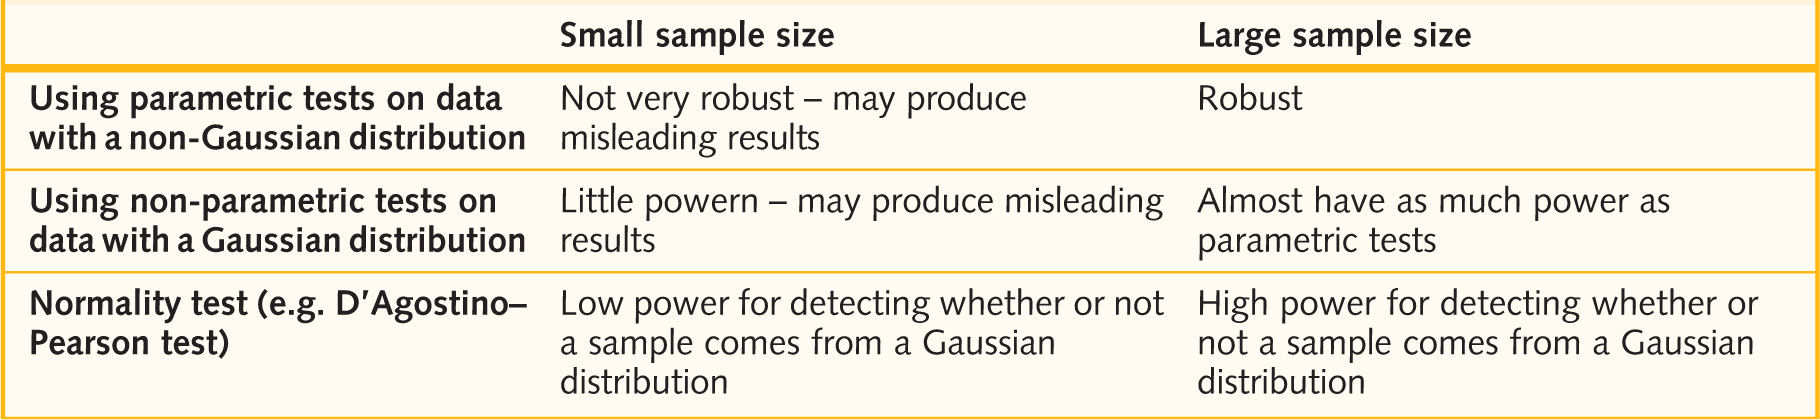 Small sample size
Large sample size
Using parametric tests on data
with a non-Gaussian distribution
Not very robust – may produce
misleading results
Robust
Using non-parametric tests on
data with a Gaussian distribution
Little powern – may produce misleading
results
Almost have as much power as
parametric tests
Normality test (e.g. D’Agostino–
Pearson test)
Low power for detecting whether or not
a sample comes from a Gaussian
distribution
High power for detecting whether or
not a sample comes from a Gaussian
distribution